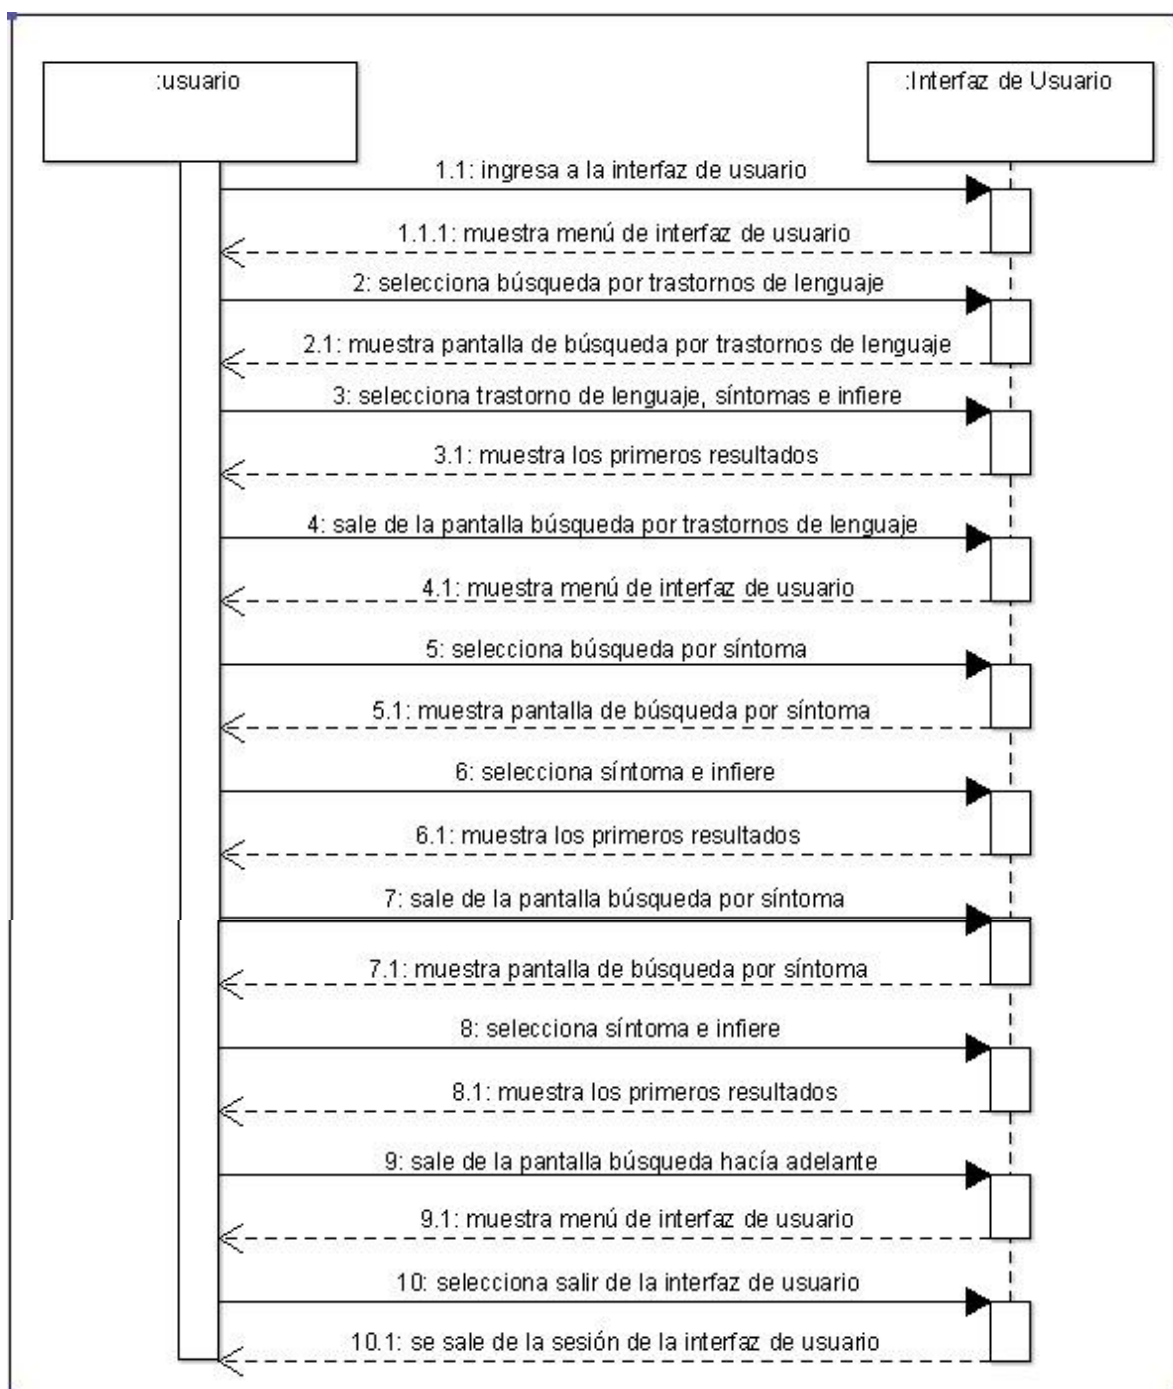 :usuario
:Interfaz de Usuario
1.1: ingresa a la interfaz de usuario
1.1.1: muestra menú de interfaz de usuario
2: selecciona búsqueda por trastornos de lenguaje
2.1: muestra pantalla de búsqueda por trastornos de lenguaje
3: selecciona trastorno de lenguaje, síntomas e infiere
3.1: muestra los primeros resultados
4: sale de la pantalla búsqueda por trastornos de lenguaje
4.1: muestra menú de interfaz de usuario
5: selecciona búsqueda por síntoma
5.1: muestra pantalla de búsqueda por síntoma
6: selecciona síntoma e infiere
6.1: muestra los primeros resultados
7: sale de la pantalla búsqueda por síntoma
7.1: muestra pantalla de búsqueda por síntoma
8: selecciona síntoma e infiere
8.1: muestra los primeros resultados
9: sale de la pantalla búsqueda hacía adelante
9.1: muestra menú de interfaz de usuario
10: selecciona salir de la interfaz de usuario
10.1: se sale de la sesión de la interfaz de usuario